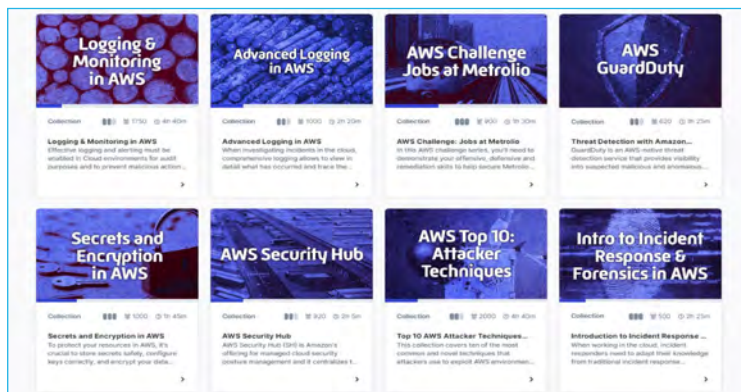 Logging &
Monitoring
in AWS
Advanced Logging
in AWS
AWS Challenge
Jobs at Metrolio
AWS
GuardDuty
Collection 1750 4h 40m
Collection 1000 2h 20m
Collection 900 1h 30m
Collection 620 1h 25m
Logging & Monitoring in AWS
Effective logging and alerting must be
enabled in Cloud environments for audit
purposes and to prevent malicious action...
Advanced Logging in AWS
When investigating incidents in the cloud,
comprehensive logging allows to view in
detail what has occurred and trace the...
AWS Challenge: Jobs at Metrolio
In this AWS challenge series, you'll need to
demonstrate your offensive, defensive and
remediation skills to help secure Metrolio...
Threat Detection with Amazon...
GuardDuty is an AWS-native threat
detection service that provides visibility
into suspected malicious and anomalous...
Secrets and
Encryption
in AWS
AWS Security Hub
AWS Top 10:
Attacker
Techniques
Intro to Incident
Response &
Forensics in AWS
Collection 1000 1h 45m
Collection 920 2h 5m
Collection 2000 4h 40m
Collection 500 2h 25m
Secrets and Encryption in AWS
To protect your resources in AWS, it's
crucial to store secrets safely, configure
keys correctly, and encrypt your data...
AWS Security Hub
AWS Security Hub (SH) is Amazon's
offering for managed cloud security
posture management and it centralizes t...
Top 10 AWS Attacker Techniques...
This collection covers ten of the most
common and novel techniques that
attackers use to exploit AWS environmen...
Introduction to Incident Response ...
When working in the cloud, incident
responders need to adapt their knowledge
from traditional incident response...